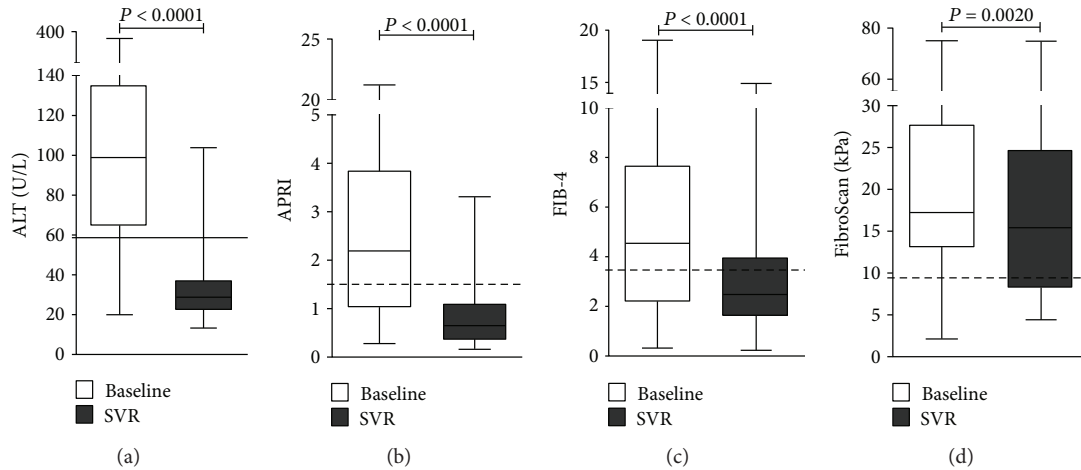 P < 0.0001
ALT (U/L)
400
140
120
100
80
60
40
20
0
Baseline
SVR
(a)
P < 0.0001
APRI
25
20
5
4
3
2
1
0
Baseline
SVR
(b)
P < 0.0001
FIB-4
20
15
10
8
6
4
2
0
Baseline
SVR
(c)
P = 0.0020
FibroScan (kPa)
80
60
30
25
20
15
10
5
0
Baseline
SVR
(d)